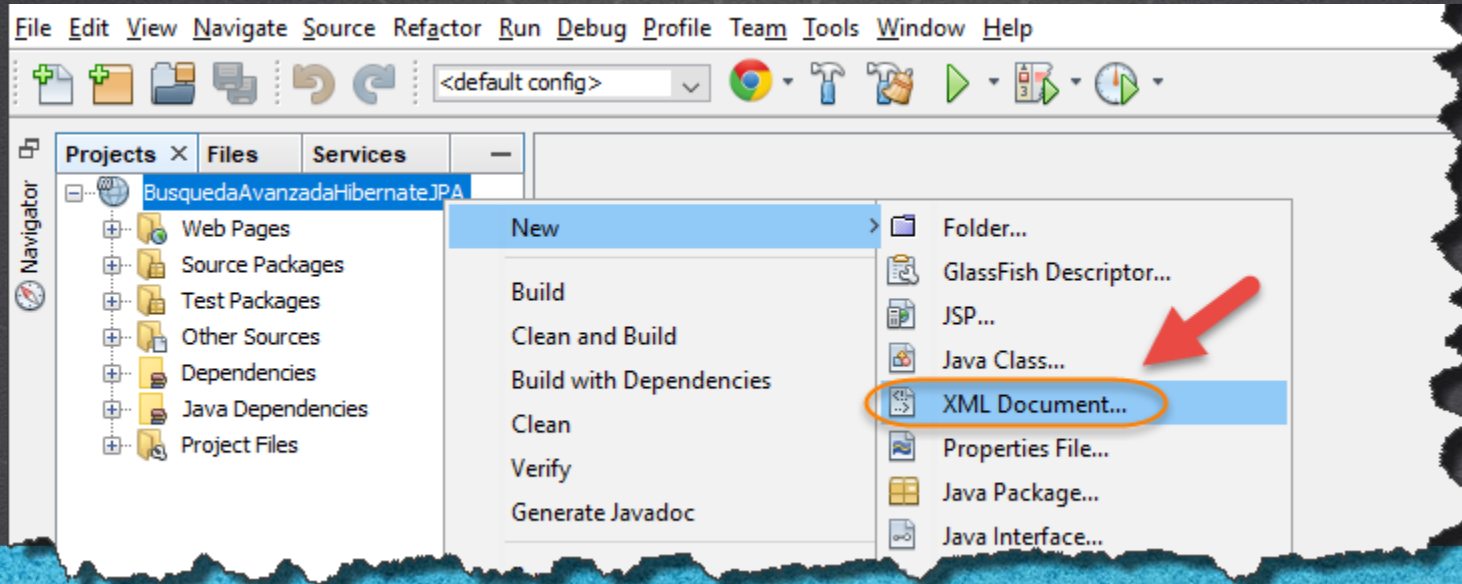 File Edit View Navigate Source Refactor Run Debug Profile Team Tools Window Help
<default config>
Projects Files Services
Navigator
BusquedaAvanzadaHibernateJPA
Web Pages
Source Packages
Test Packages
Other Sources
Dependencies
Java Dependencies
Project Files
New
Build
Clean and Build
Build with Dependencies
Clean
Verify
Generate Javadoc
Folder...
GlassFish Descriptor...
JSP...
Java Class...
XML Document...
Properties File...
Java Package...
Java Interface...